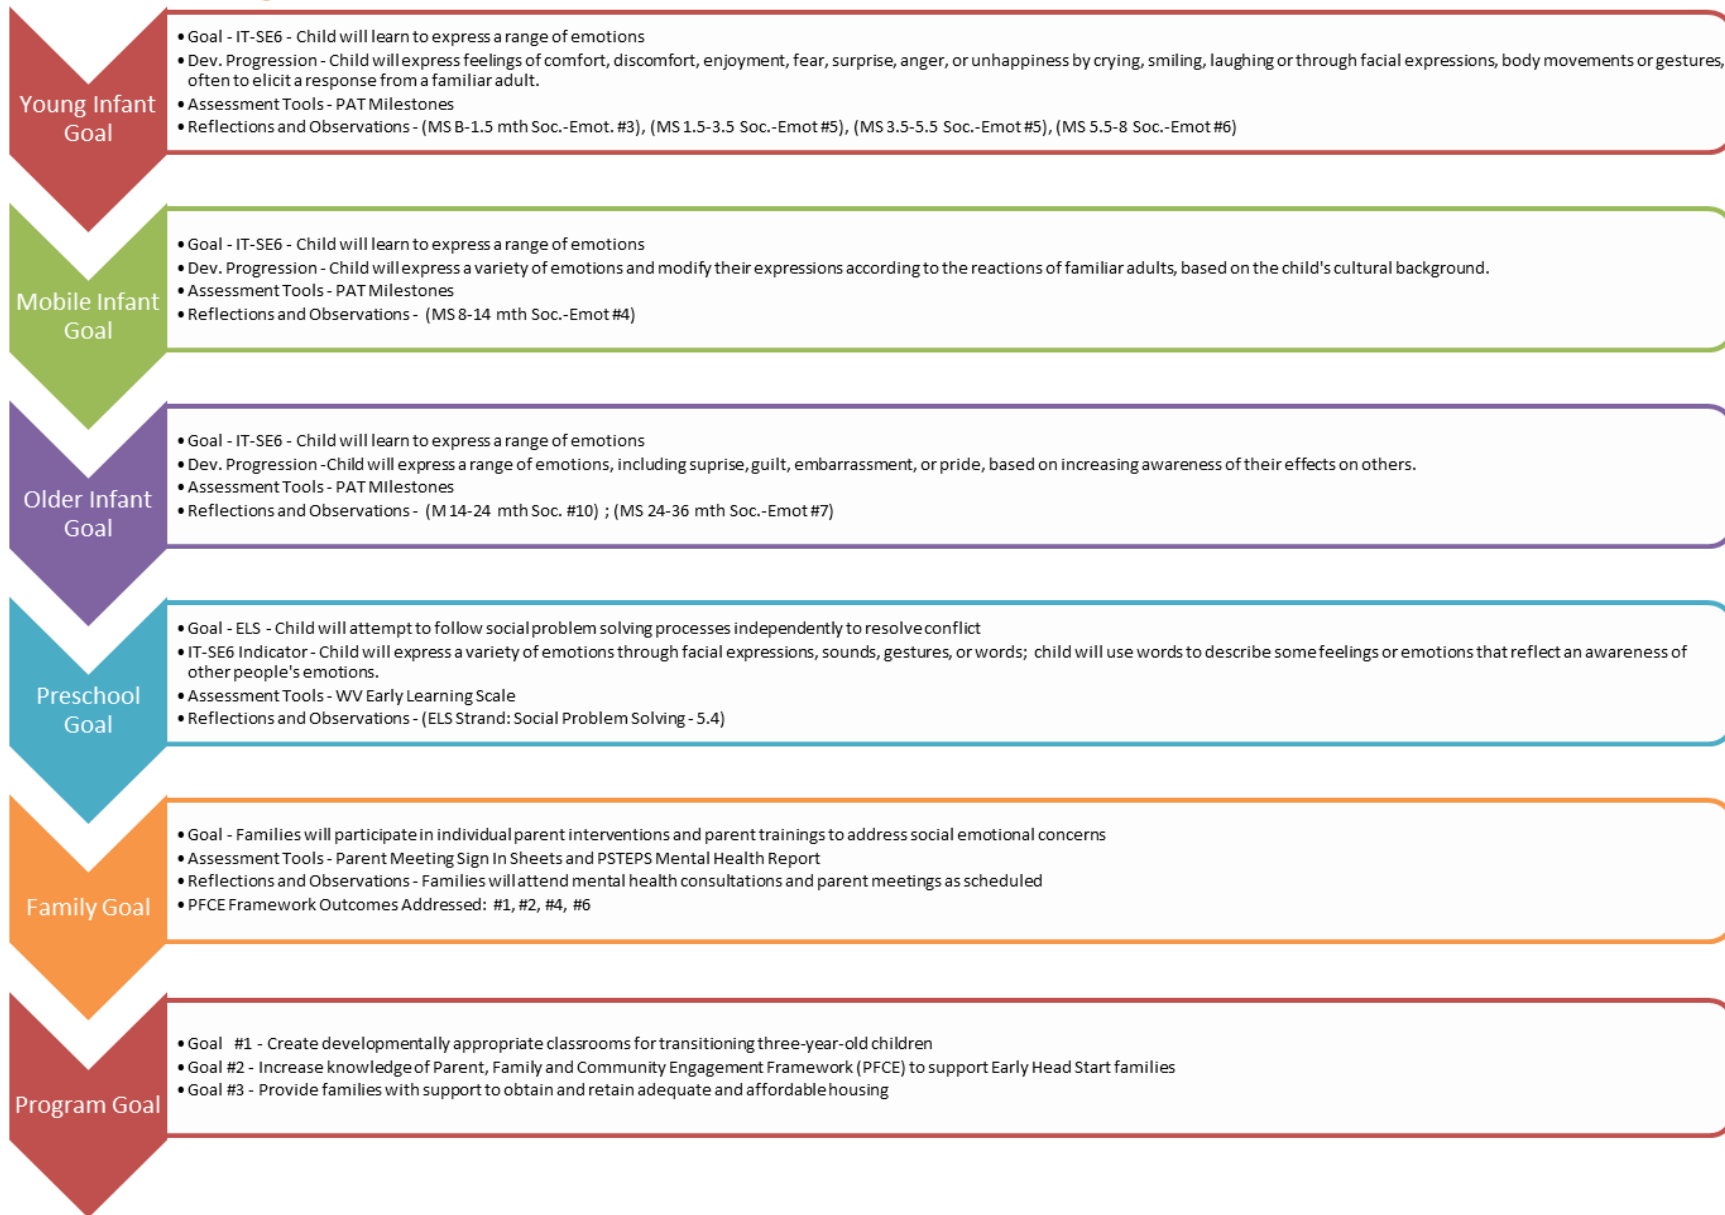 Young Infant
Goal
• Goal - IT-SE6 - Child will learn to express a range of emotions
• Dev. Progression - Child will express feelings of comfort, discomfort, enjoyment, fear, surprise, anger, or unhappiness by crying, smiling, laughing or through facial expressions, body movements or gestures,
often to elicit a response from a familiar adult.
• Assessment Tools - PAT Milestones
• Reflections and Observations - (MS B-1.5 mth Soc.-Emot. #3), (MS 1.5-3.5 Soc.-Emot #5), (MS 3.5-5.5 Soc.-Emot #5), (MS 5.5-8 Soc.-Emot #6)
Mobile Infant
Goal
• Goal - IT-SE6 - Child will learn to express a range of emotions
• Dev. Progression - Child will express a variety of emotions and modify their expressions according to the reactions of familiar adults, based on the child's cultural background.
• Assessment Tools - PAT Milestones
• Reflections and Observations - (MS 8-14 mth Soc.-Emot #4)
Older Infant
Goal
• Goal - IT-SE6 - Child will learn to express a range of emotions
• Dev. Progression -Child will express a range of emotions, including suprise, guilt, embarrassment, or pride, based on increasing awareness of their effects on others.
• Assessment Tools - PAT MIlestones
• Reflections and Observations - (M 14-24 mth Soc. #10) ; (MS 24-36 mth Soc.-Emot #7)
Preschool
Goal
• Goal - ELS - Child will attempt to follow social problem solving processes independently to resolve conflict
• IT-SE6 Indicator - Child will express a variety of emotions through facial expressions, sounds, gestures, or words; child will use words to describe some feelings or emotions that reflect an awareness of
other people's emotions.
• Assessment Tools - WV Early Learning Scale
• Reflections and Observations - (ELS Strand: Social Problem Solving - 5.4)
Family Goal
• Goal - Families will participate in individual parent interventions and parent trainings to address social emotional concerns
• Assessment Tools - Parent Meeting Sign In Sheets and PSTEPS Mental Health Report
• Reflections and Observations - Families will attend mental health consultations and parent meetings as scheduled
• PFCE Framework Outcomes Addressed: #1, #2, #4, #6
Program Goal
• Goal #1 - Create developmentally appropriate classrooms for transitioning three-year-old children
• Goal #2 - Increase knowledge of Parent, Family and Community Engagement Framework (PFCE) to support Early Head Start families
• Goal #3 - Provide families with support to obtain and retain adequate and affordable housing